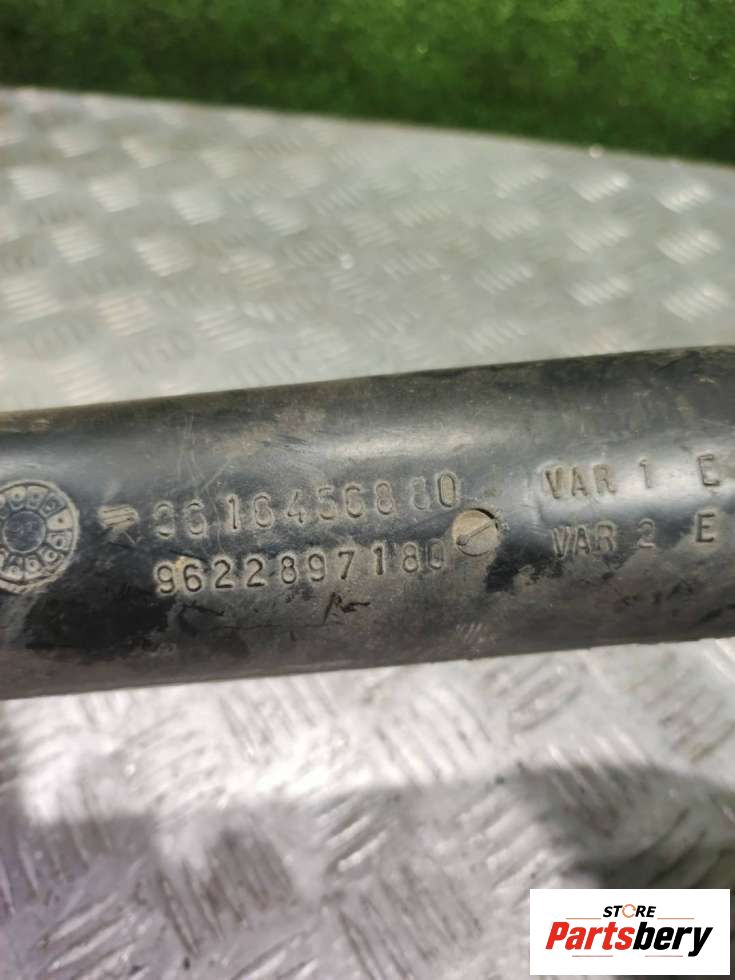 9616456880 VAR 1 E
9622897180 VAR 2 E
STORE
Partsbery